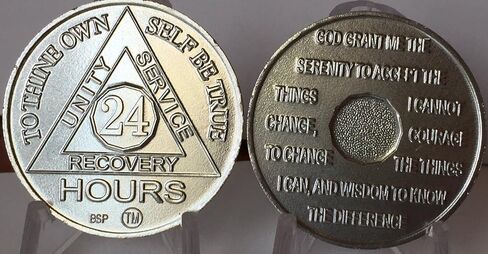 TO THINE OWN SELF BE TRUE
UNITY
SERVICE
24
RECOVERY
HOURS
BSP TM
GOD GRANT ME THE
SERENITY TO ACCEPT THE
THINGS I CANNOT
CHANGE, COURAGE
TO CHANGE THE THINGS
I CAN, AND WISDOM TO KNOW
THE DIFFERENCE